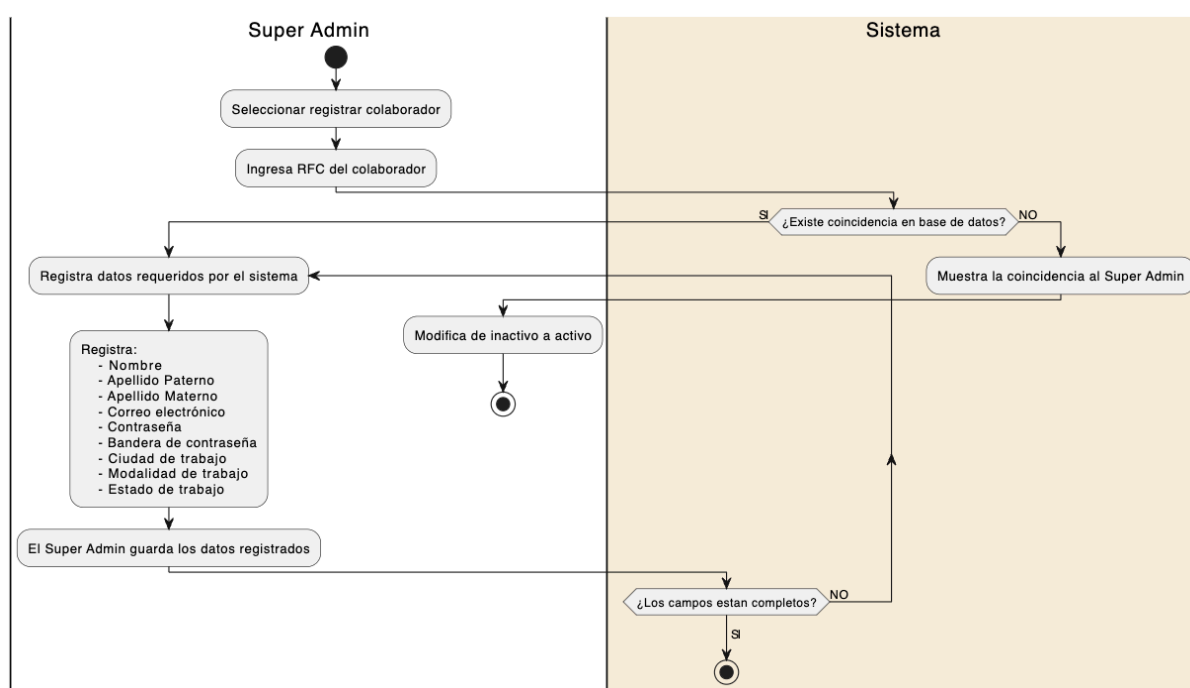 Super Admin
Sistema
Seleccionar registrar colaborador
Ingresa RFC del colaborador
SI
¿Existe coincidencia en base de datos?
NO
Registra datos requeridos por el sistema
Muestra la coincidencia al Super Admin
Modifica de inactivo a activo
Registra:
- Nombre
- Apellido Paterno
- Apellido Materno
- Correo electrónico
- Contraseña
- Bandera de contraseña
- Ciudad de trabajo
- Modalidad de trabajo
- Estado de trabajo
El Super Admin guarda los datos registrados
¿Los campos estan completos?
NO
SI